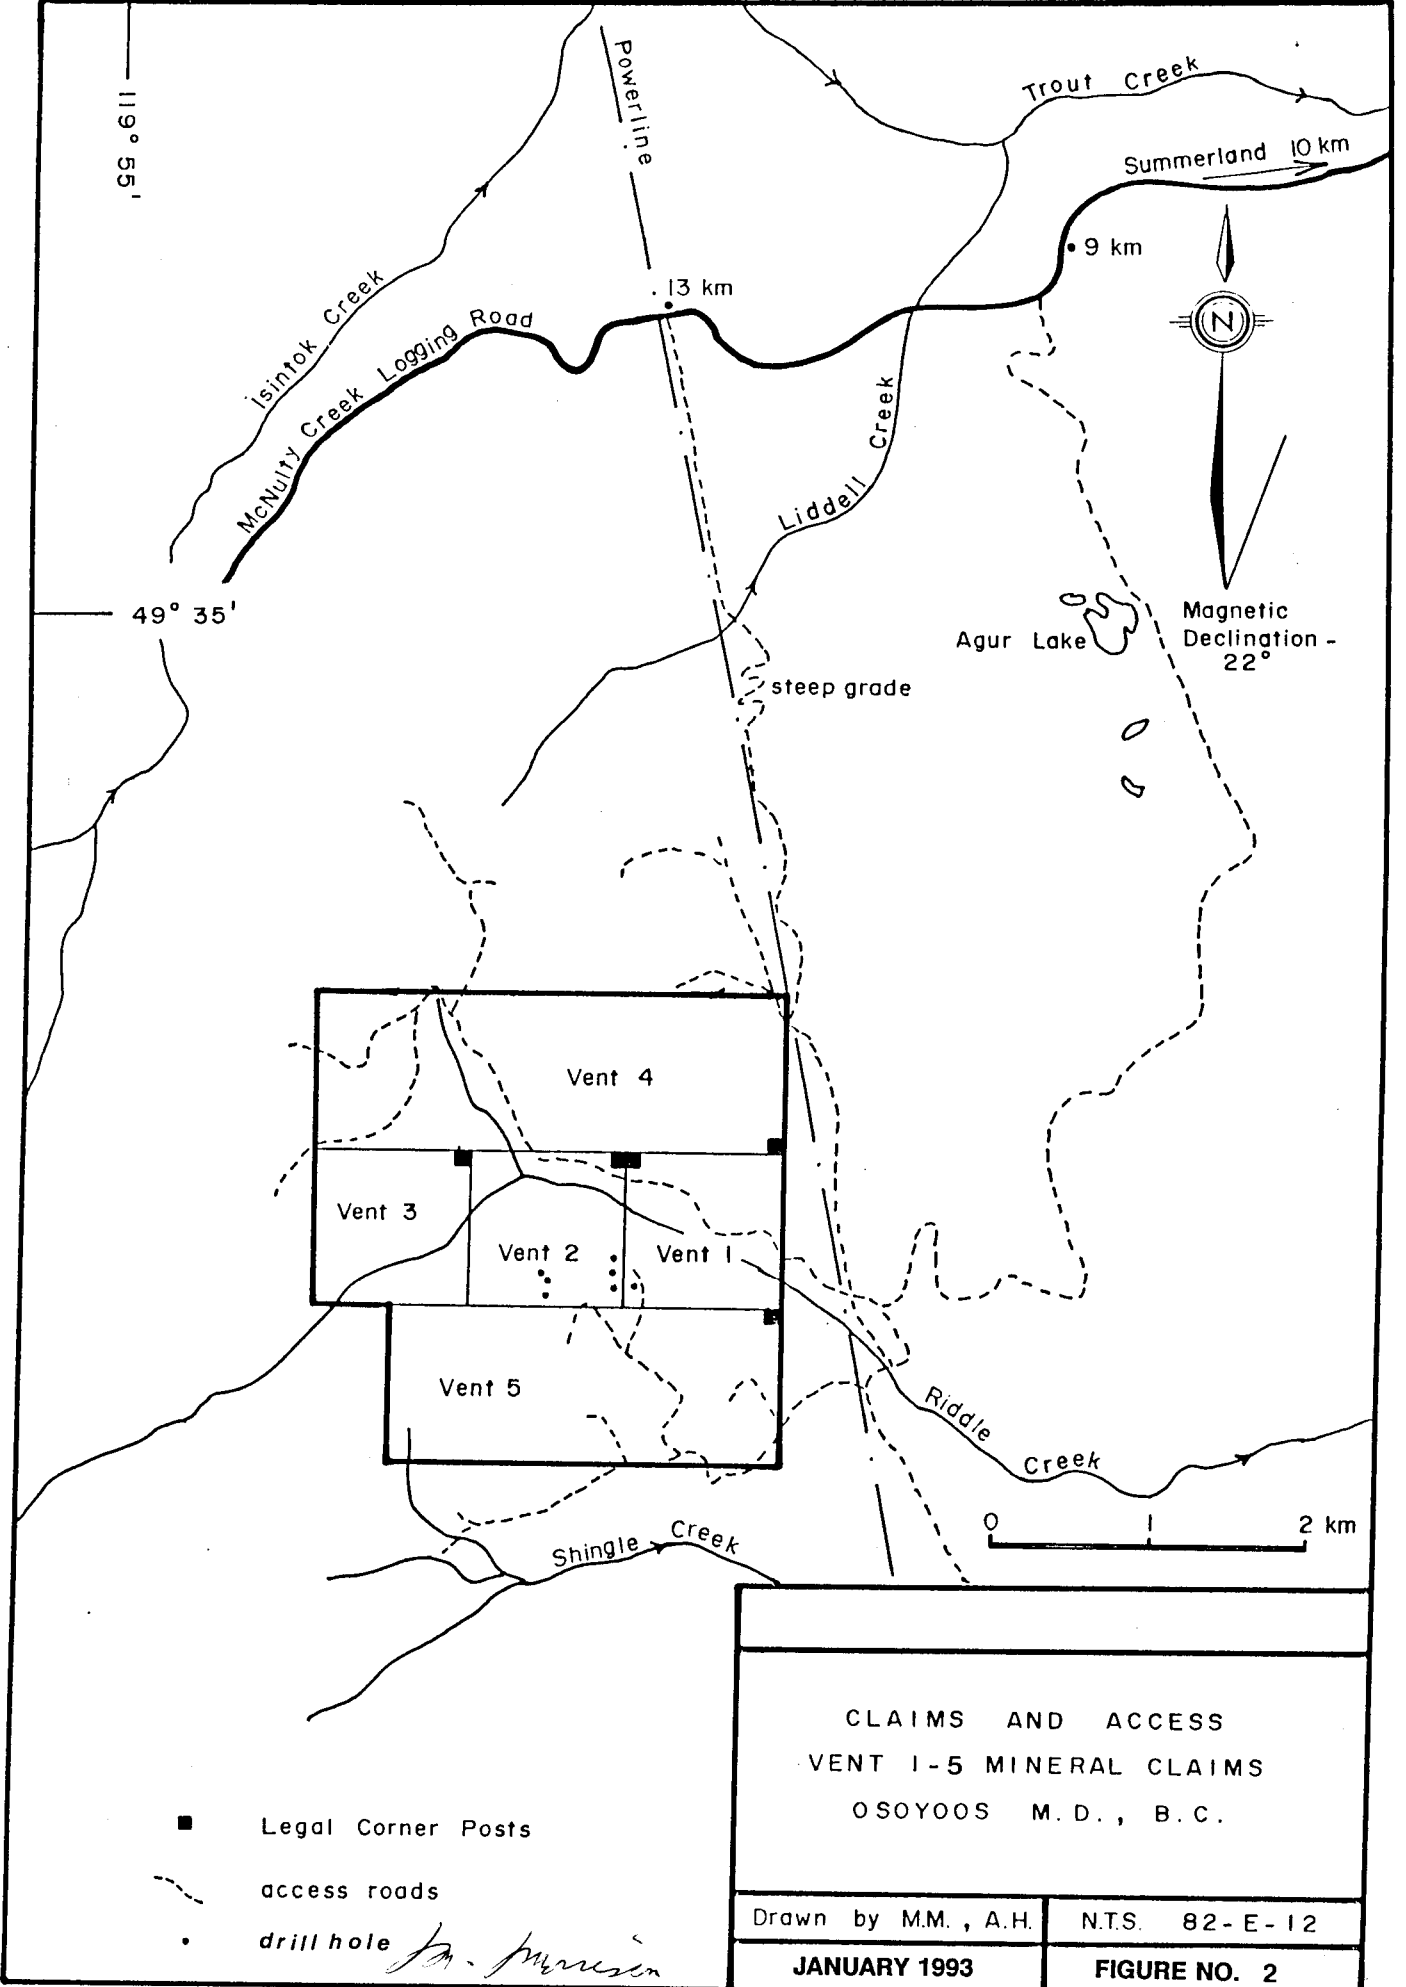 Powerline
119° 55'
Trout Creek
Summerland 10 km
9 km
13 km
N
Isintok Creek
McNulty Creek Logging Road
Liddell Creek
49° 35'
Agur Lake
Magnetic
Declination -
22°
steep grade
Vent 4
Vent 3
Vent 2
Vent 1
Vent 5
Riddle Creek
Shingle Creek
0 1 2 km
CLAIMS AND ACCESS
VENT 1-5 MINERAL CLAIMS
OSOYOOS M.D., B.C.
Legal Corner Posts
access roads
drill hole
Drawn by M.M., A.H.
N.T.S. 82-E-12
JANUARY 1993
FIGURE NO. 2